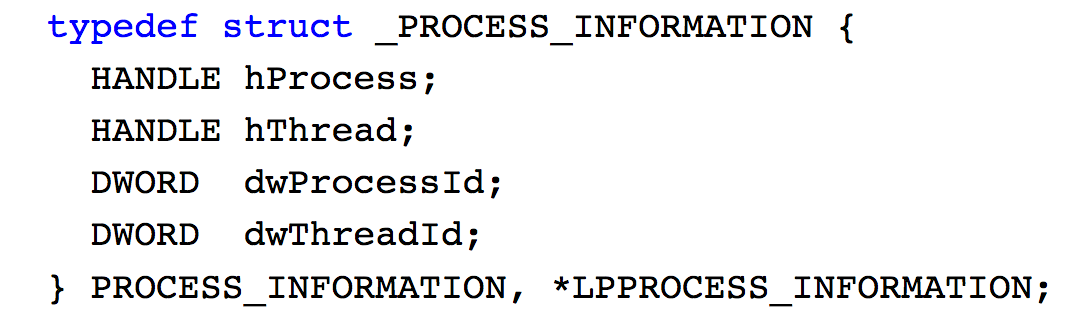 typedef struct _PROCESS_INFORMATION {
  HANDLE hProcess;
  HANDLE hThread;
  DWORD  dwProcessId;
  DWORD  dwThreadId;
} PROCESS_INFORMATION, *LPPROCESS_INFORMATION;